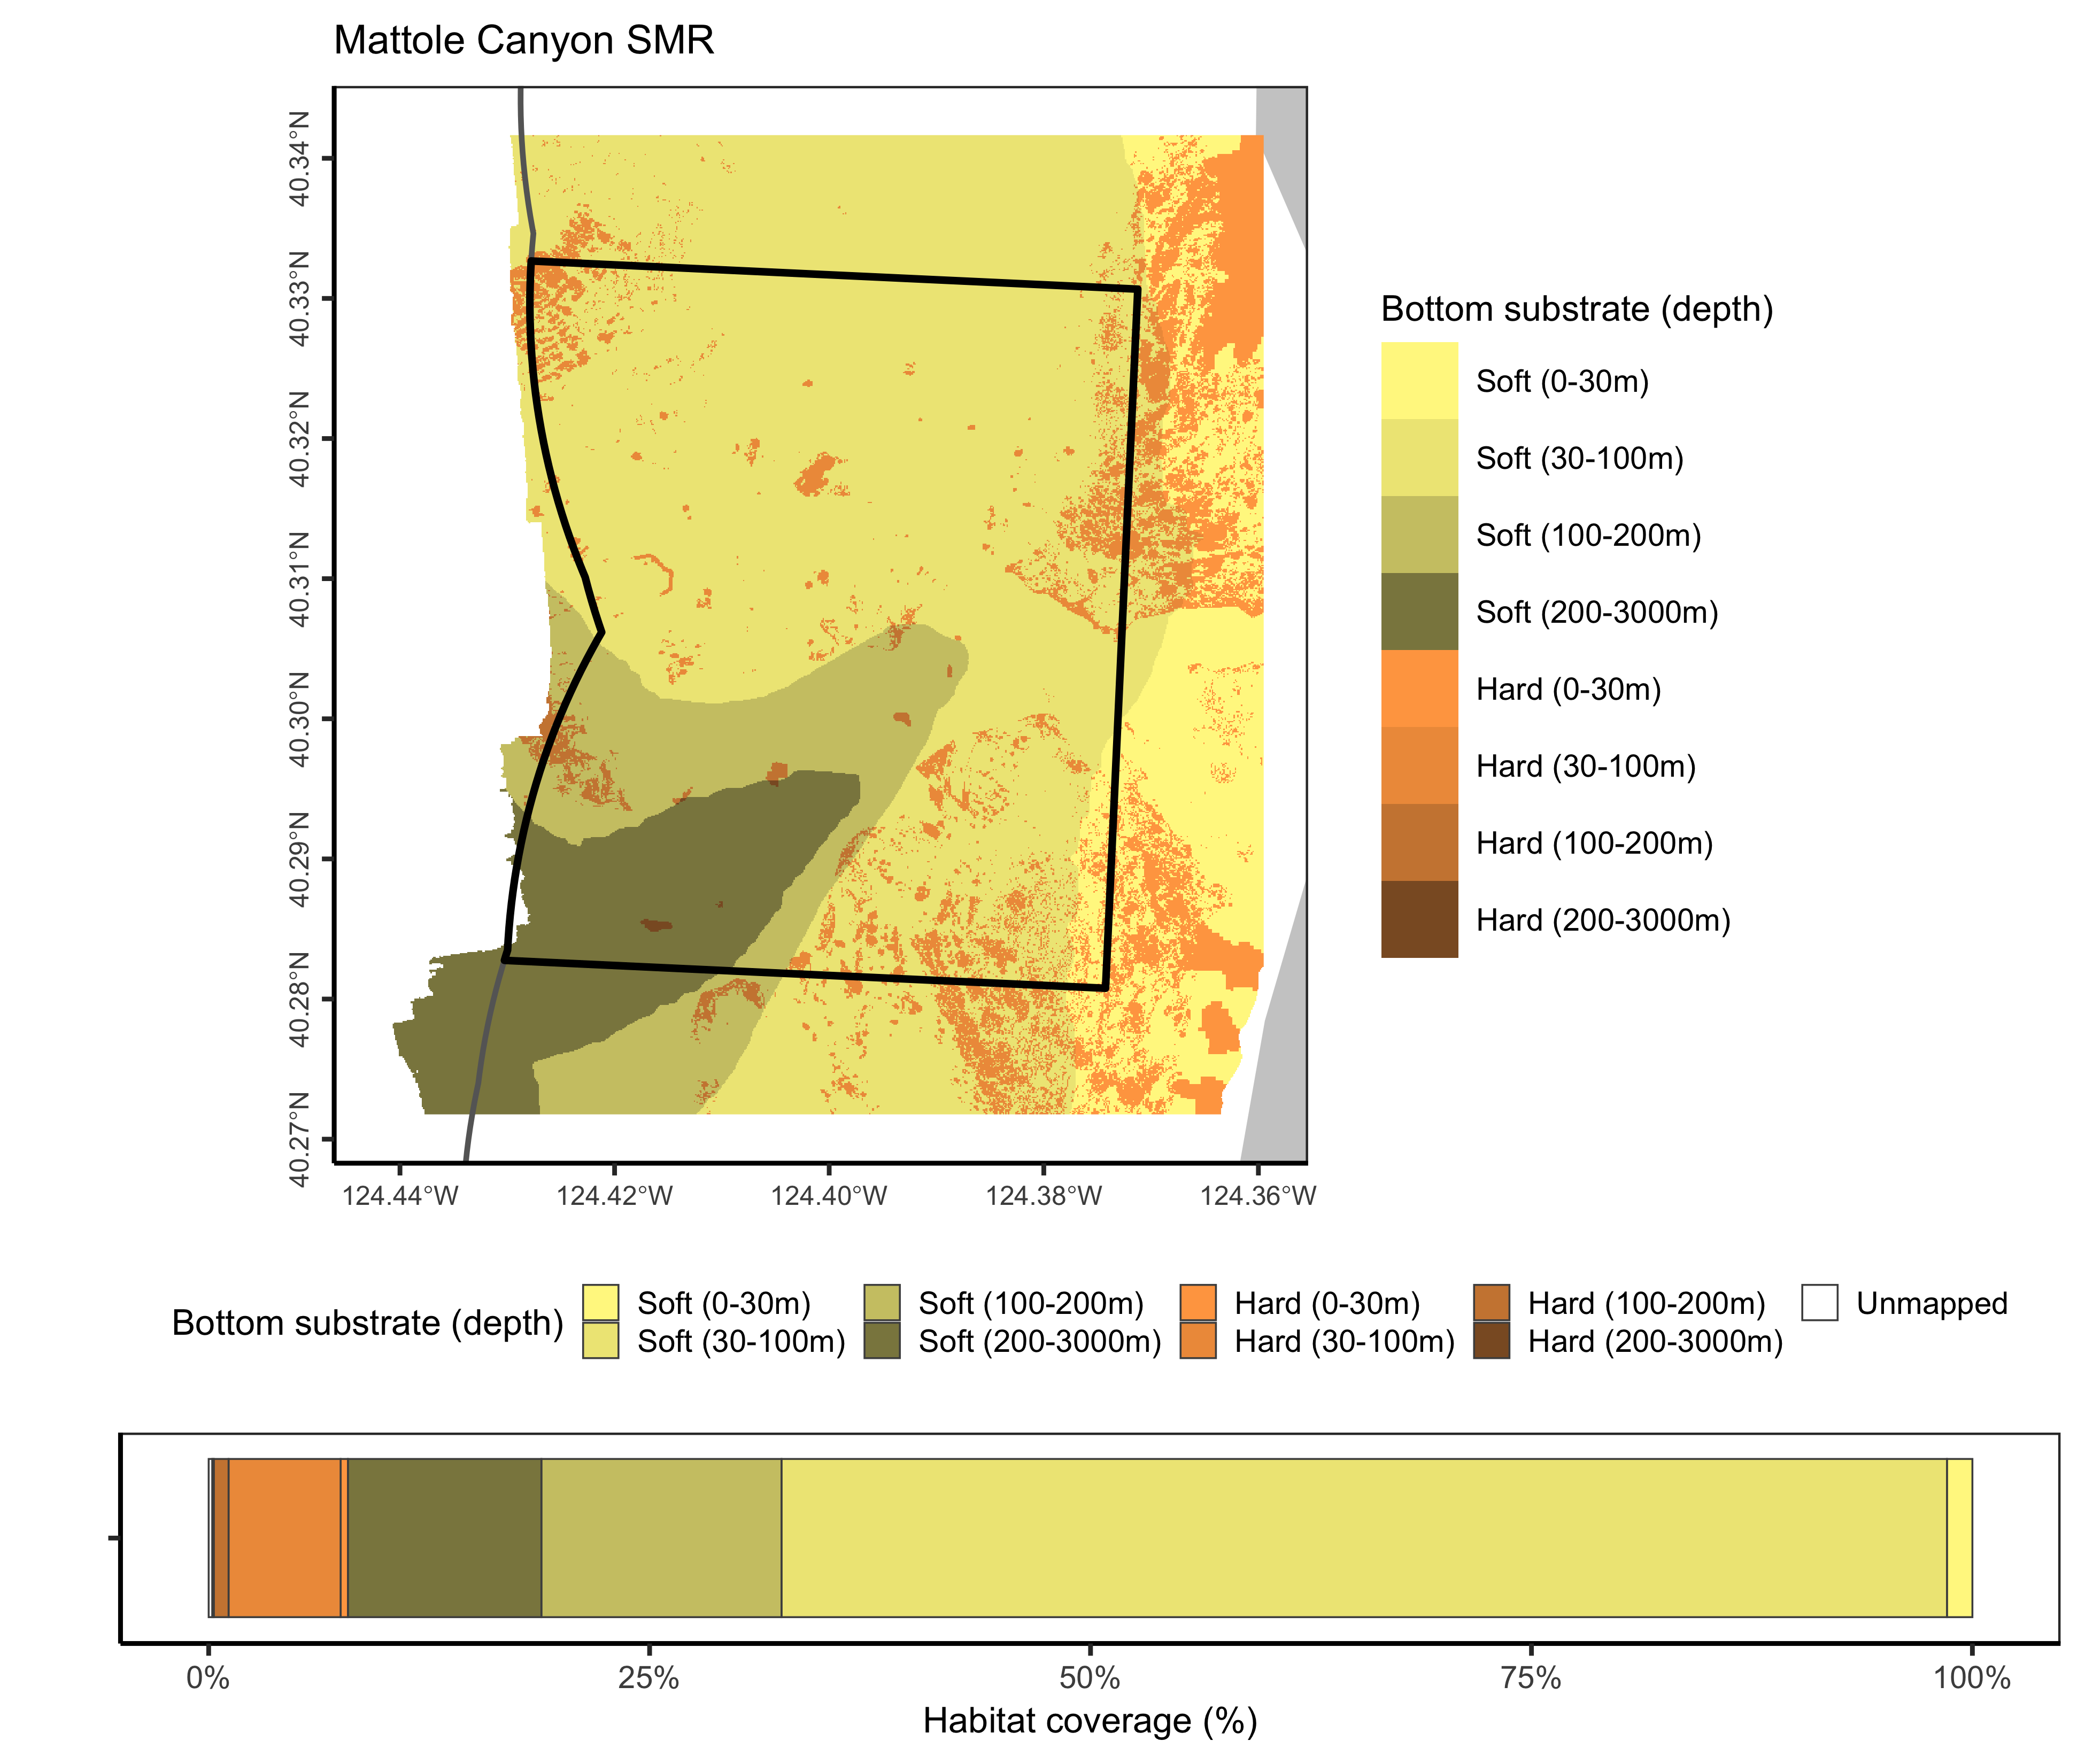 Mattole Canyon SMR
40.34°N
40.33°N
40.32°N
40.31°N
40.30°N
40.29°N
40.28°N
40.27°N
124.44°W 124.42°W 124.40°W 124.38°W 124.36°W
Bottom substrate (depth)
Soft (0-30m)
Soft (30-100m)
Soft (100-200m)
Soft (200-3000m)
Hard (0-30m)
Hard (30-100m)
Hard (100-200m)
Hard (200-3000m)
Bottom substrate (depth)
Soft (0-30m) Soft (100-200m) Hard (0-30m) Hard (100-200m) Unmapped
Soft (30-100m) Soft (200-3000m) Hard (30-100m) Hard (200-3000m)
0% 25% 50% 75% 100%
Habitat coverage (%)